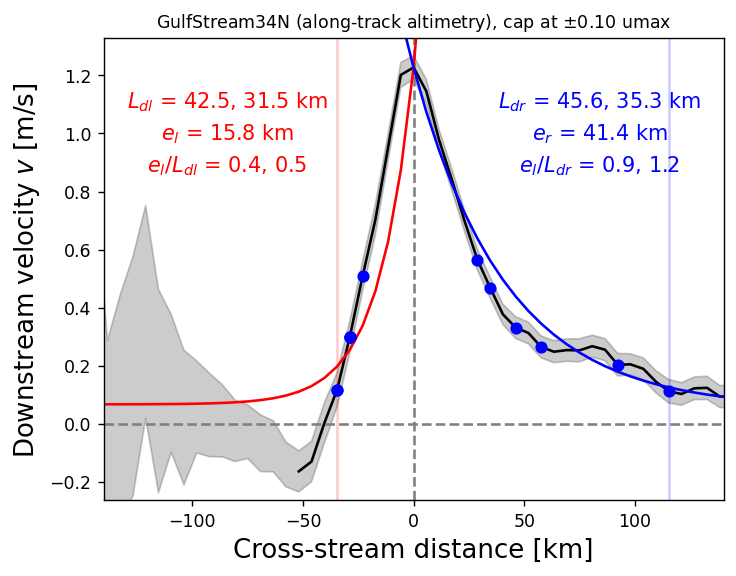 GulfStream34N (along-track altimetry), cap at ±0.10 umax
Downstream velocity v [m/s]
1.2
1.0
0.8
0.6
0.4
0.2
0.0
−0.2
L_dl = 42.5, 31.5 km
e_l = 15.8 km
e_l/L_dl = 0.4, 0.5
L_dr = 45.6, 35.3 km
e_r = 41.4 km
e_l/L_dr = 0.9, 1.2
−100 −50 0 50 100
Cross-stream distance [km]